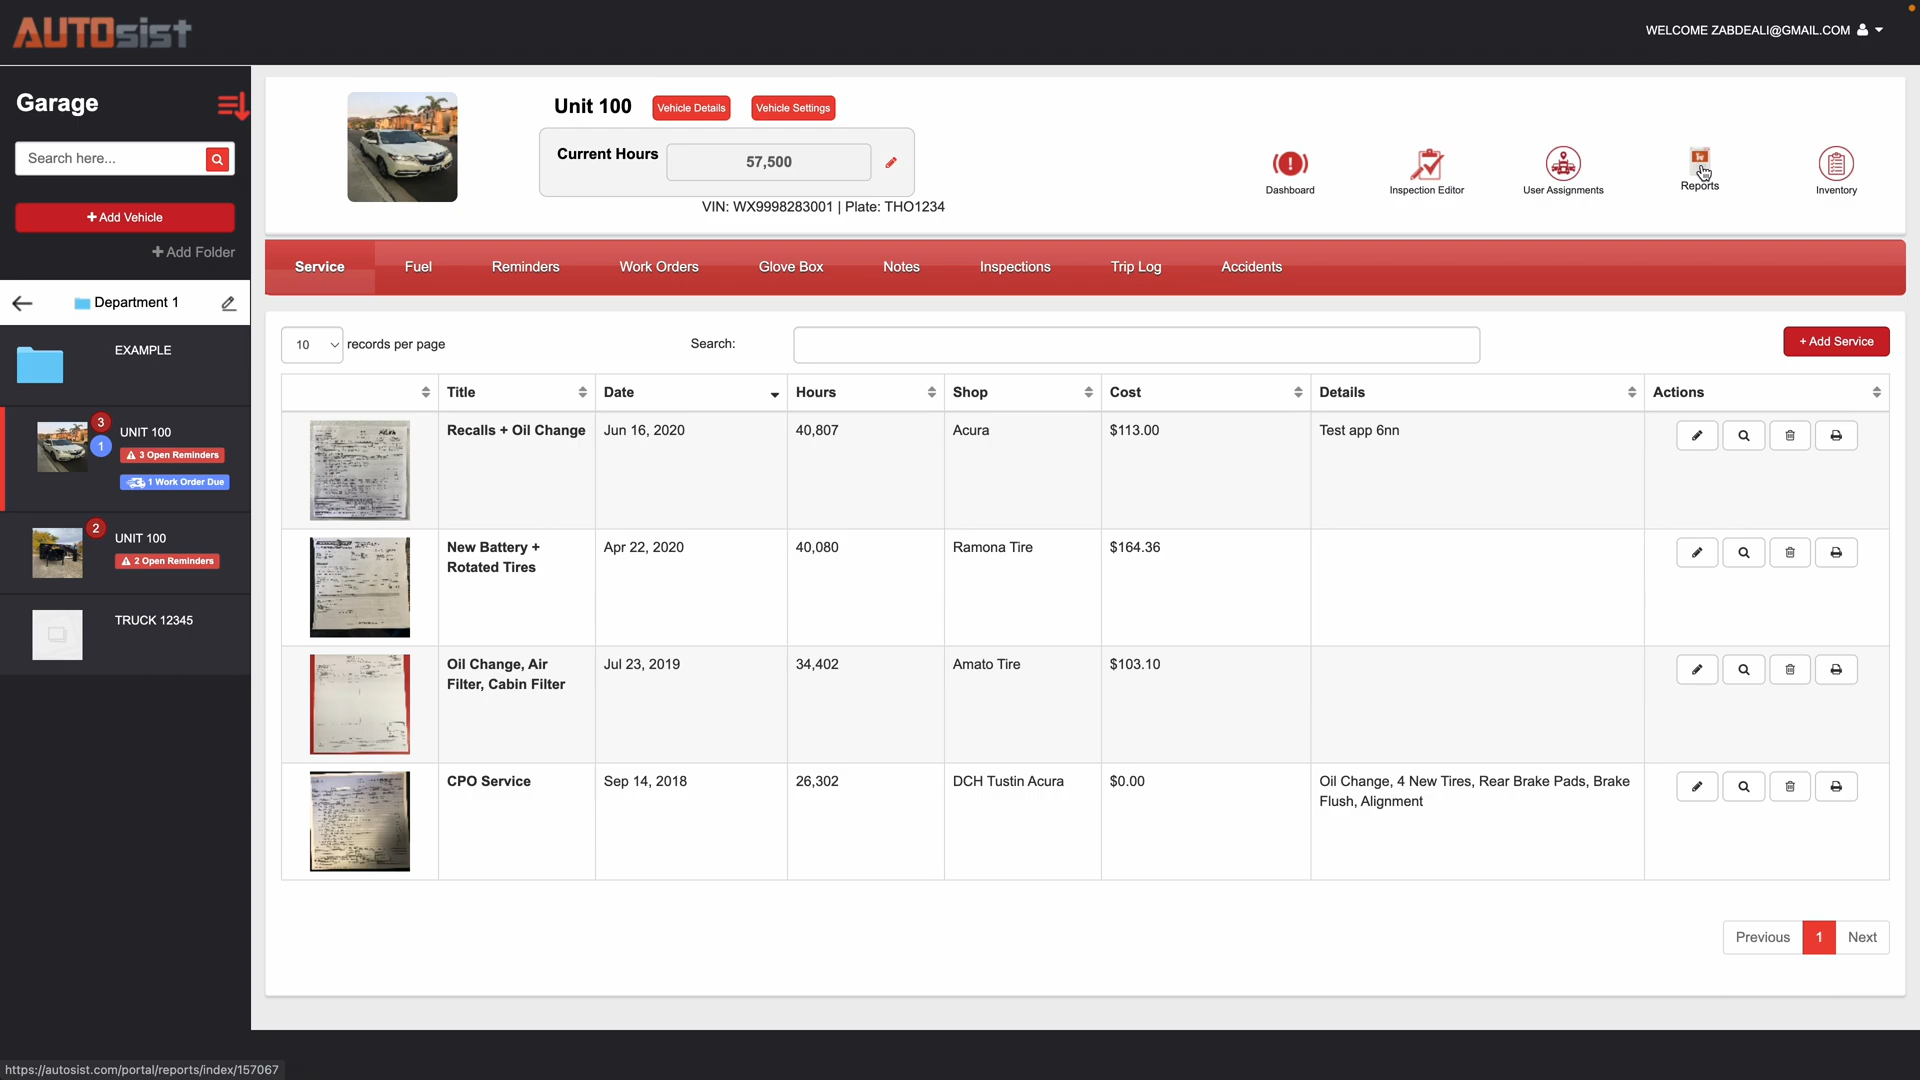 AUTOsist
WELCOME ZABDEALI@GMAIL.COM
Garage
Search here...
+ Add Vehicle
+ Add Folder
Department 1
EXAMPLE
3
1
UNIT 100
3 Open Reminders
1 Work Order Due
2
UNIT 100
2 Open Reminders
TRUCK 12345
Unit 100
Vehicle Details
Vehicle Settings
Current Hours
57,500
VIN: WX9998283001 | Plate: THO1234
Dashboard
Inspection Editor
User Assignments
Reports
Inventory
Service
Fuel
Reminders
Work Orders
Glove Box
Notes
Inspections
Trip Log
Accidents
10 records per page
Search:
+ Add Service
Title Date Hours Shop Cost Details Actions
Recalls + Oil Change Jun 16, 2020 40,807 Acura $113.00 Test app 6nn
New Battery + Apr 22, 2020 40,080 Ramona Tire $164.36
Rotated Tires
Oil Change, Air Jul 23, 2019 34,402 Amato Tire $103.10
Filter, Cabin Filter
CPO Service Sep 14, 2018 26,302 DCH Tustin Acura $0.00 Oil Change, 4 New Tires, Rear Brake Pads, Brake
Flush, Alignment
Previous 1 Next
https://autosist.com/portal/reports/index/157067